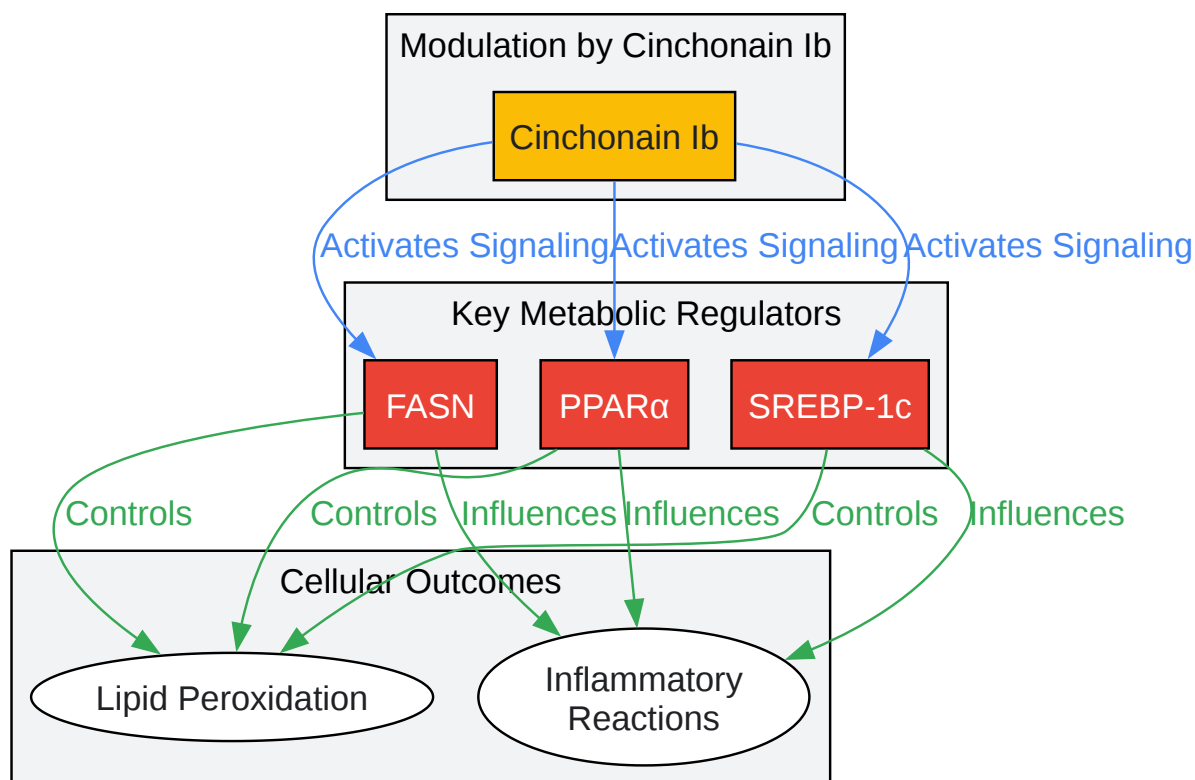 Modulation by Cinchonain Ib
Cinchonain Ib
Activates Signaling
Activates Signaling
Activates Signaling
Key Metabolic Regulators
FASN
PPARα
SREBP-1c
Controls
Controls
Influences
Influences
Controls
Influences
Cellular Outcomes
Lipid Peroxidation
Inflammatory
Reactions